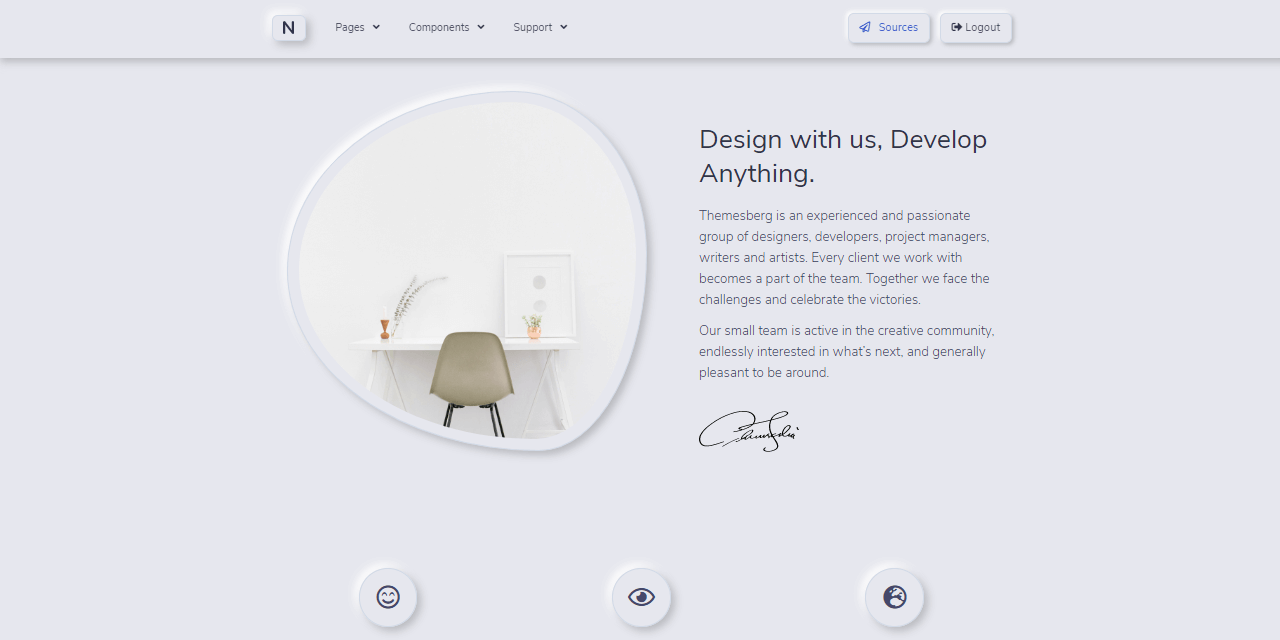 N
Pages
Components
Support
Sources
Logout
Design with us, Develop
Anything.
Themesberg is an experienced and passionate
group of designers, developers, project managers,
writers and artists. Every client we work with
becomes a part of the team. Together we face the
challenges and celebrate the victories.
Our small team is active in the creative community,
endlessly interested in what's next, and generally
pleasant to be around.